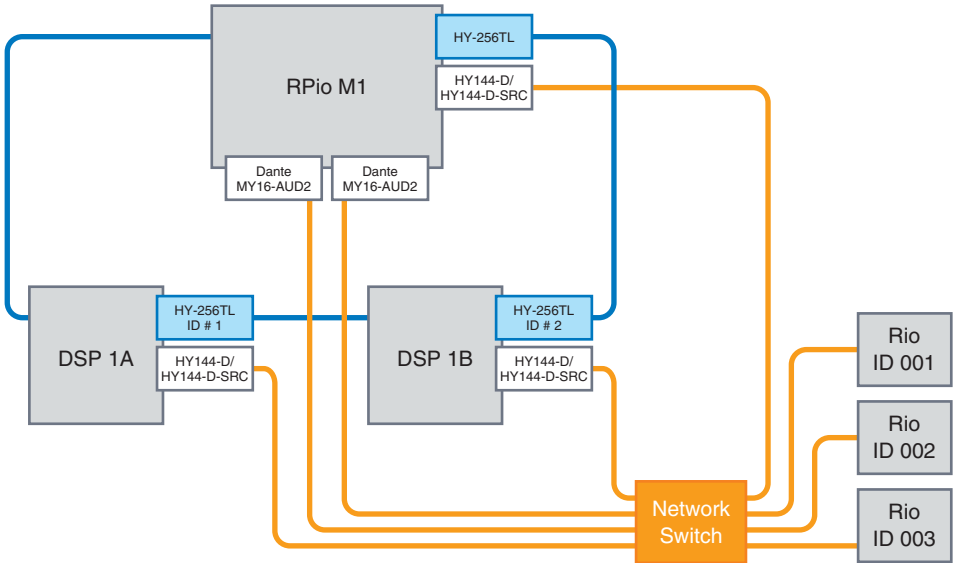 HY-256TL
RPio M1
HY144-D/
HY144-D-SRC
Dante
MY16-AUD2
Dante
MY16-AUD2
DSP 1A
HY-256TL
ID # 1
HY144-D/
HY144-D-SRC
DSP 1B
HY-256TL
ID # 2
HY144-D/
HY144-D-SRC
Rio
ID 001
Rio
ID 002
Rio
ID 003
Network
Switch